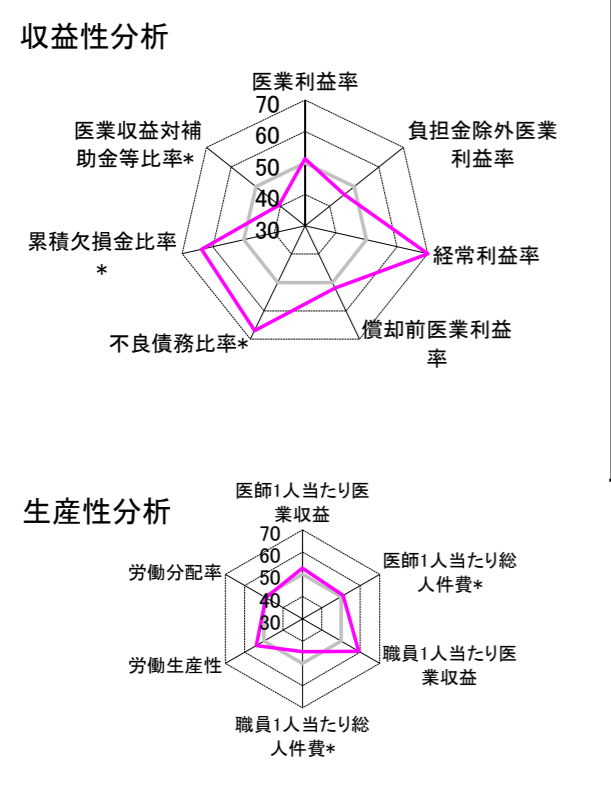 収益性分析
医業利益率
70
60
50
40
30
負担金除外医業
利益率
経常利益率
償却前医業利益
率
不良債務比率*
累積欠損金比率
*
医業収益対補
助金等比率*
生産性分析
医師1人当たり医
業収益
70
60
50
40
30
医師1人当たり総
人件費*
職員1人当たり医
業収益
職員1人当たり総
人件費*
労働生産性
労働分配率